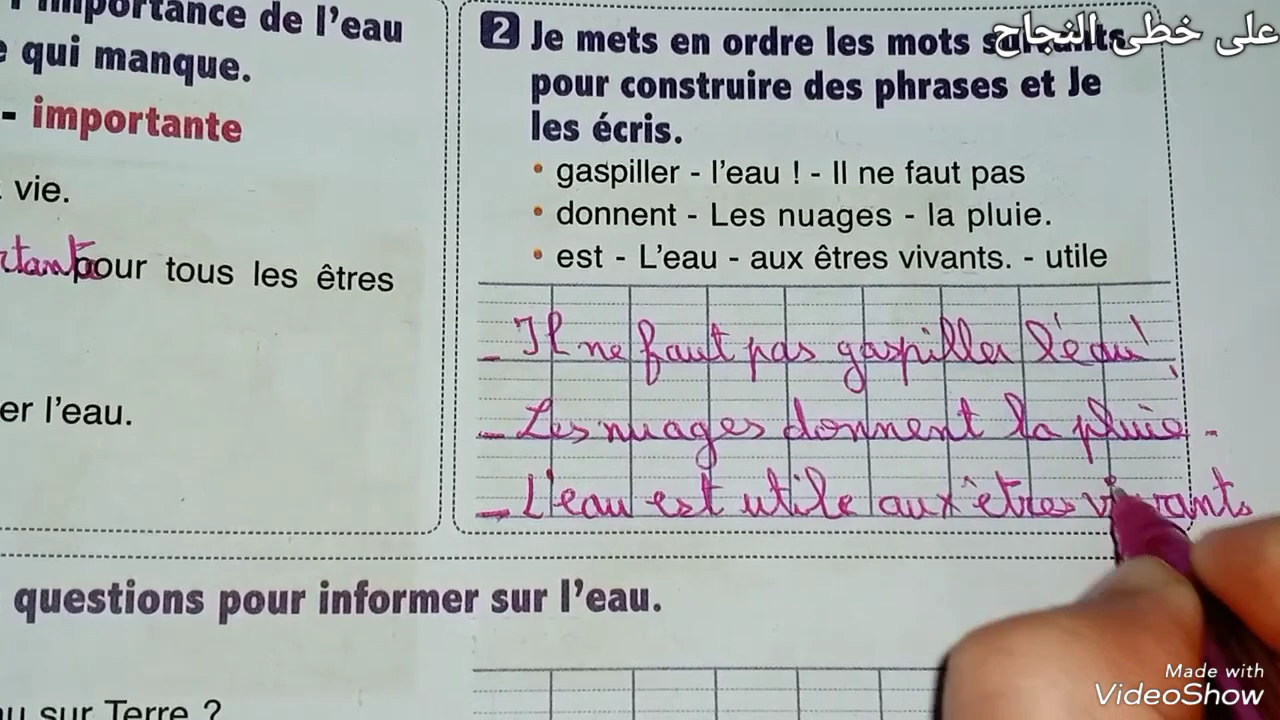 l'importance de l'eau
qui manque.
- importante
vie.
pour tous les êtres
er l'eau.
2 Je mets en ordre les mots suivants
pour construire des phrases et Je
les écris.
• gaspiller - l'eau ! - Il ne faut pas
• donnent - Les nuages - la pluie.
• est - L'eau - aux êtres vivants. - utile
_ Il ne faut pas gaspiller l'eau!
_ Les nuages donnent la pluie.
_ L'eau est utile aux êtres vivants
questions pour informer sur l'eau.
sur Terre ?
على خطى النجاح
Made with
VideoShow